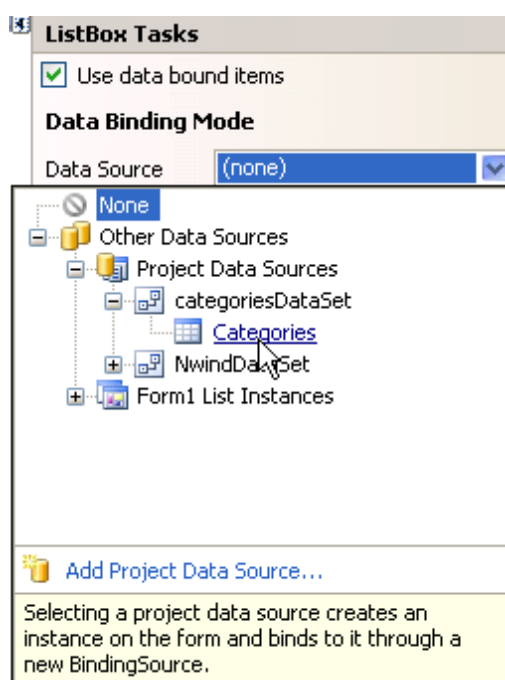 ListBox Tasks
Use data bound items
Data Binding Mode
Data Source (none)
None
Other Data Sources
Project Data Sources
categoriesDataSet
Categories
NwindDataSet
Form1 List Instances
Add Project Data Source...
Selecting a project data source creates an
instance on the form and binds to it through a
new BindingSource.